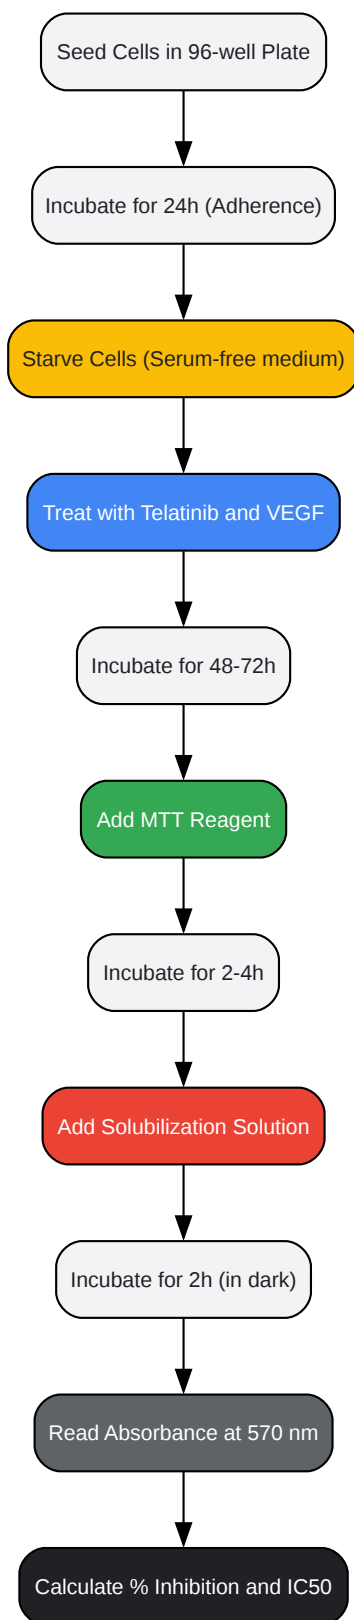 Seed Cells in 96-well Plate
Incubate for 24h (Adherence)
Starve Cells (Serum-free medium)
Treat with Telatinib and VEGF
Incubate for 48-72h
Add MTT Reagent
Incubate for 2-4h
Add Solubilization Solution
Incubate for 2h (in dark)
Read Absorbance at 570 nm
Calculate % Inhibition and IC50